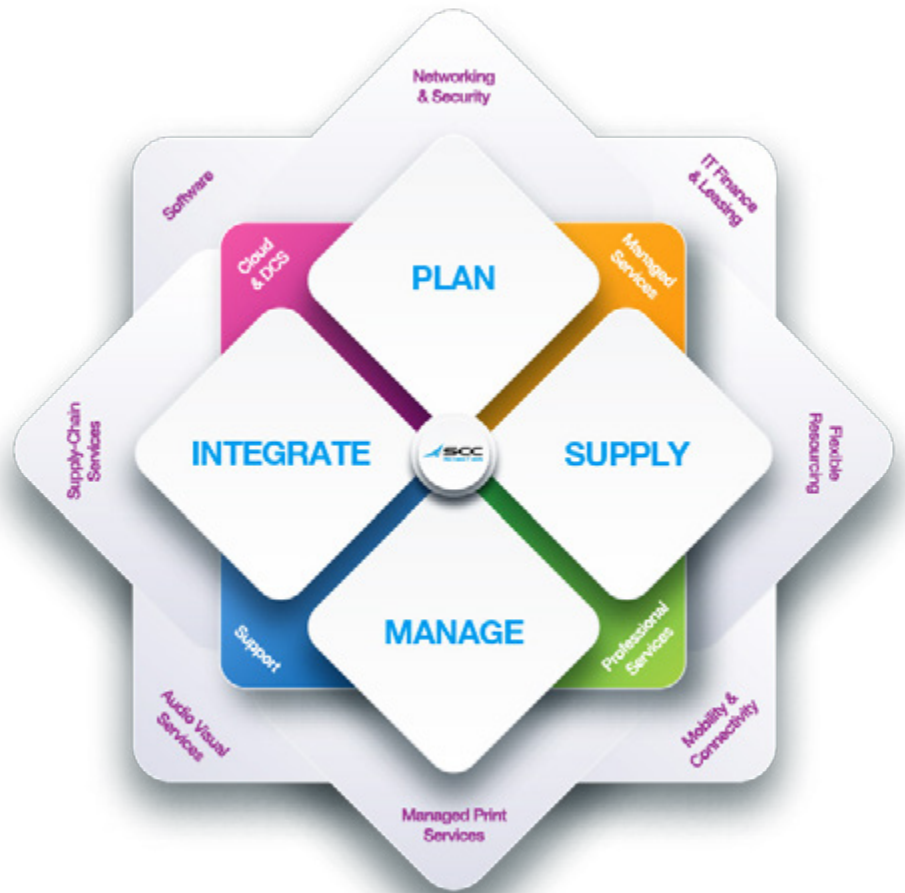 Networking
& Security
Software
IT Finance
& Leasing
Cloud
& DCS
Managed
Services
PLAN
Supply-Chain
Services
INTEGRATE
SCC
SUPPLY
Flexible
Resourcing
MANAGE
Support
Professional
Services
Audio Visual
Services
Mobility &
Connectivity
Managed Print
Services